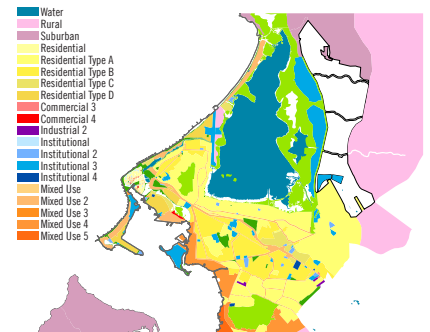 Water
Rural
Suburban
Residential
Residential Type A
Residential Type B
Residential Type C
Residential Type D
Commercial 3
Commercial 4
Industrial 2
Institutional
Institutional 2
Institutional 3
Institutional 4
Mixed Use
Mixed Use 2
Mixed Use 3
Mixed Use 4
Mixed Use 5